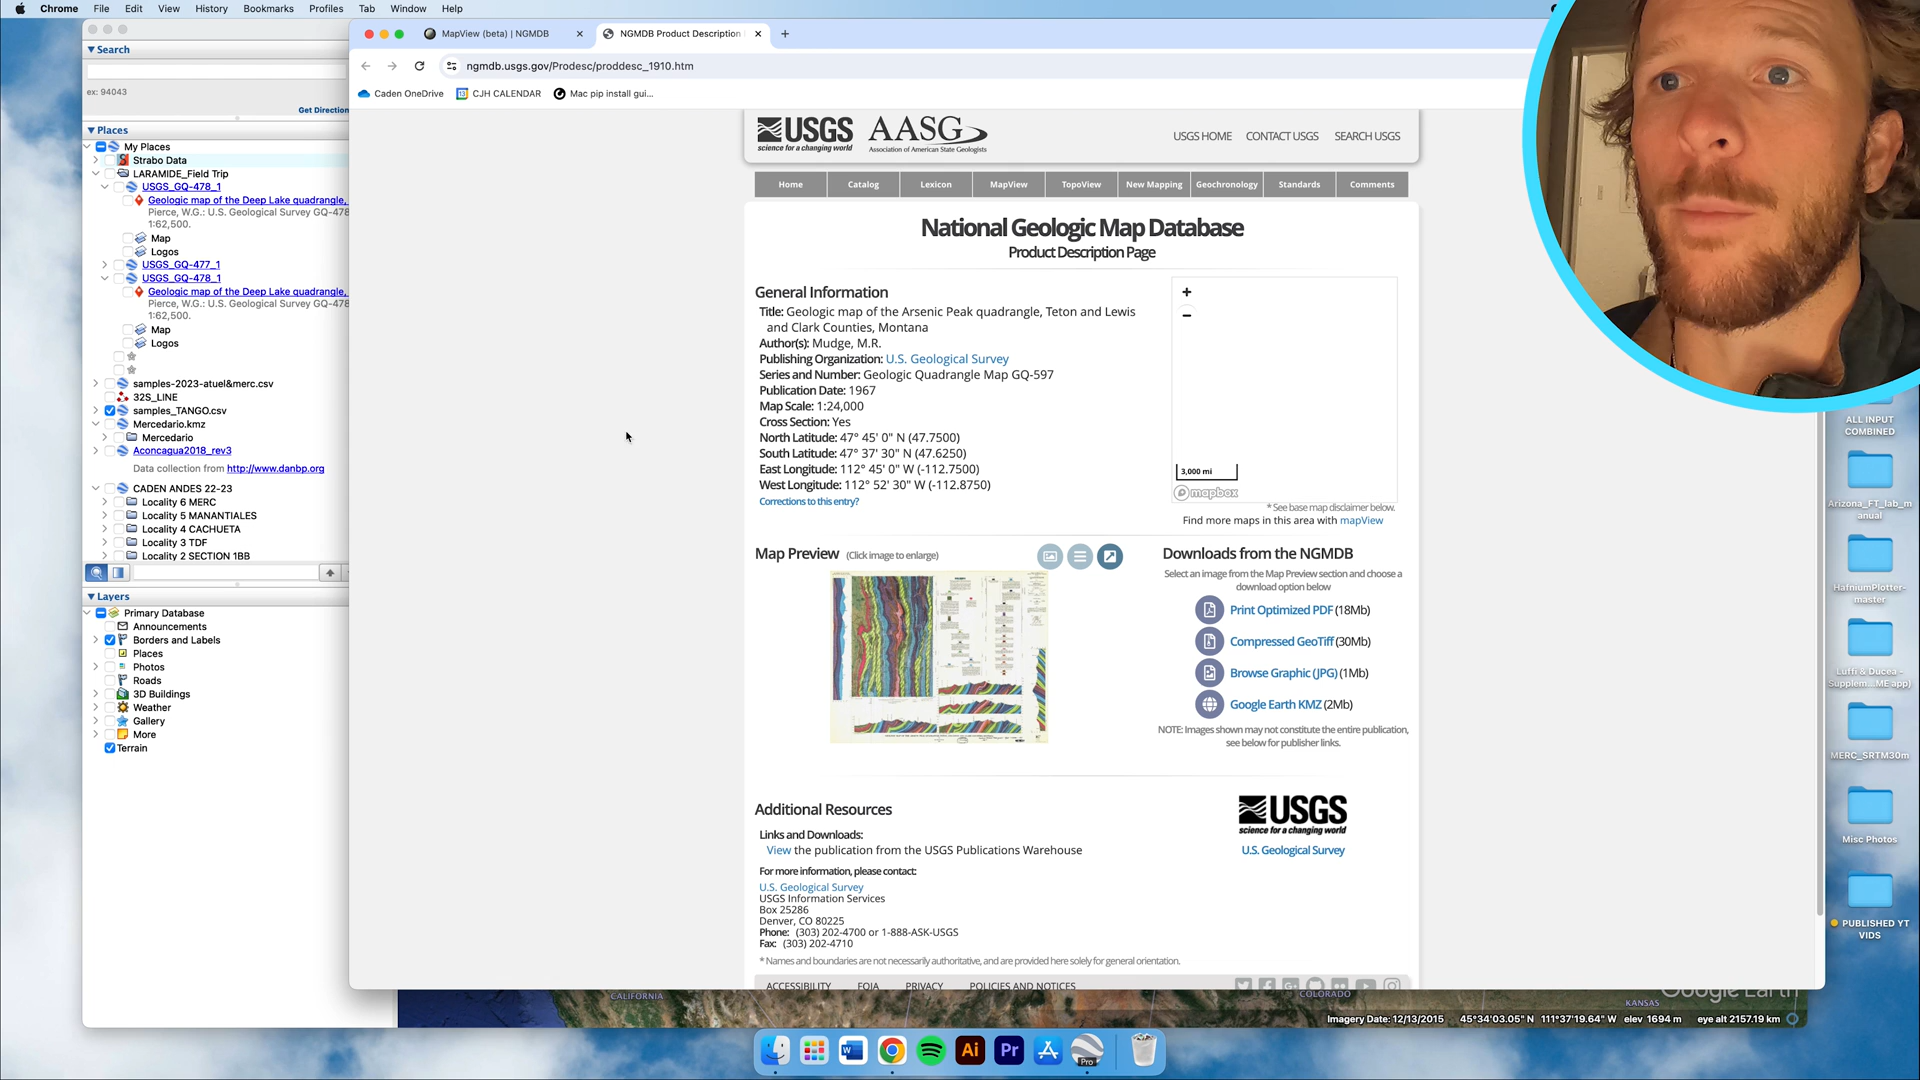 Chrome File Edit View History Bookmarks Profiles Tab Window Help
Search
ex: 94043
Get Direction
Places
My Places
Strabo Data
LARAMIDE_Field Trip
USGS_GQ-478_1
Geologic map of the Deep Lake quadrangle,
Pierce, W.G.: U.S. Geological Survey GQ-478
1:62,500.
Map
Logos
USGS_GQ-477_1
USGS_GQ-478_1
Geologic map of the Deep Lake quadrangle,
Pierce, W.G.: U.S. Geological Survey GQ-478
1:62,500.
Map
Logos
samples-2023-atuel&merc.csv
32S_LINE
samples_TANGO.csv
Mercedario.kmz
Mercedario
Aconcagua2018_rev3
Data collection from http://www.danbp.org
CADEN ANDES 22-23
Locality 6 MERC
Locality 5 MANANTIALES
Locality 4 CACHUETA
Locality 3 TDF
Locality 2 SECTION 1BB
Layers
Primary Database
Announcements
Borders and Labels
Places
Photos
Roads
3D Buildings
Weather
Gallery
More
Terrain
MapView (beta) | NGMDB
NGMDB Product Description
ngmdb.usgs.gov/Prodesc/proddesc_1910.htm
Caden OneDrive
CJH CALENDAR
Mac pip install gui...
USGS
science for a changing world
AASG
Association of American State Geologists
USGS HOME CONTACT USGS SEARCH USGS
Home Catalog Lexicon MapView TopoView New Mapping Geochronology Standards Comments
National Geologic Map Database
Product Description Page
General Information
Title: Geologic map of the Arsenic Peak quadrangle, Teton and Lewis
and Clark Counties, Montana
Author(s): Mudge, M.R.
Publishing Organization: U.S. Geological Survey
Series and Number: Geologic Quadrangle Map GQ-597
Publication Date: 1967
Map Scale: 1:24,000
Cross Section: Yes
North Latitude: 47° 45' 0" N (47.7500)
South Latitude: 47° 37' 30" N (47.6250)
East Longitude: 112° 45' 0" W (-112.7500)
West Longitude: 112° 52' 30" W (-112.8750)
Corrections to this entry?
+
−
3,000 mi
mapbox
* See base map disclaimer below.
Find more maps in this area with mapView
Map Preview (Click image to enlarge)
Downloads from the NGMDB
Select an image from the Map Preview section and choose a
download option below
Print Optimized PDF (18Mb)
Compressed GeoTiff (30Mb)
Browse Graphic (JPG) (1Mb)
Google Earth KMZ (2Mb)
NOTE: Images shown may not constitute the entire publication,
see below for publisher links.
Additional Resources
Links and Downloads:
View the publication from the USGS Publications Warehouse
For more information, please contact:
U.S. Geological Survey
USGS Information Services
Box 25286
Denver, CO 80225
Phone: (303) 202-4700 or 1-888-ASK-USGS
Fax: (303) 202-4710
* Names and boundaries are not necessarily authoritative, and are provided here solely for general orientation.
USGS
science for a changing world
U.S. Geological Survey
ACCESSIBILITY FOIA PRIVACY POLICIES AND NOTICES
CALIFORNIA
COLORADO
KANSAS
Google Earth
Imagery Date: 12/13/2015 45°34'03.05" N 111°37'19.64" W elev 1694 m eye alt 2157.19 km
ALL INPUT
COMBINED
Arizona_FT_lab_m
anual
HafniumPlotter-
master
Luffi & Ducea -
Supplem...ME app)
MERC_SRTM30m
Misc Photos
PUBLISHED YT
VIDS
Ai
Pr
Pro